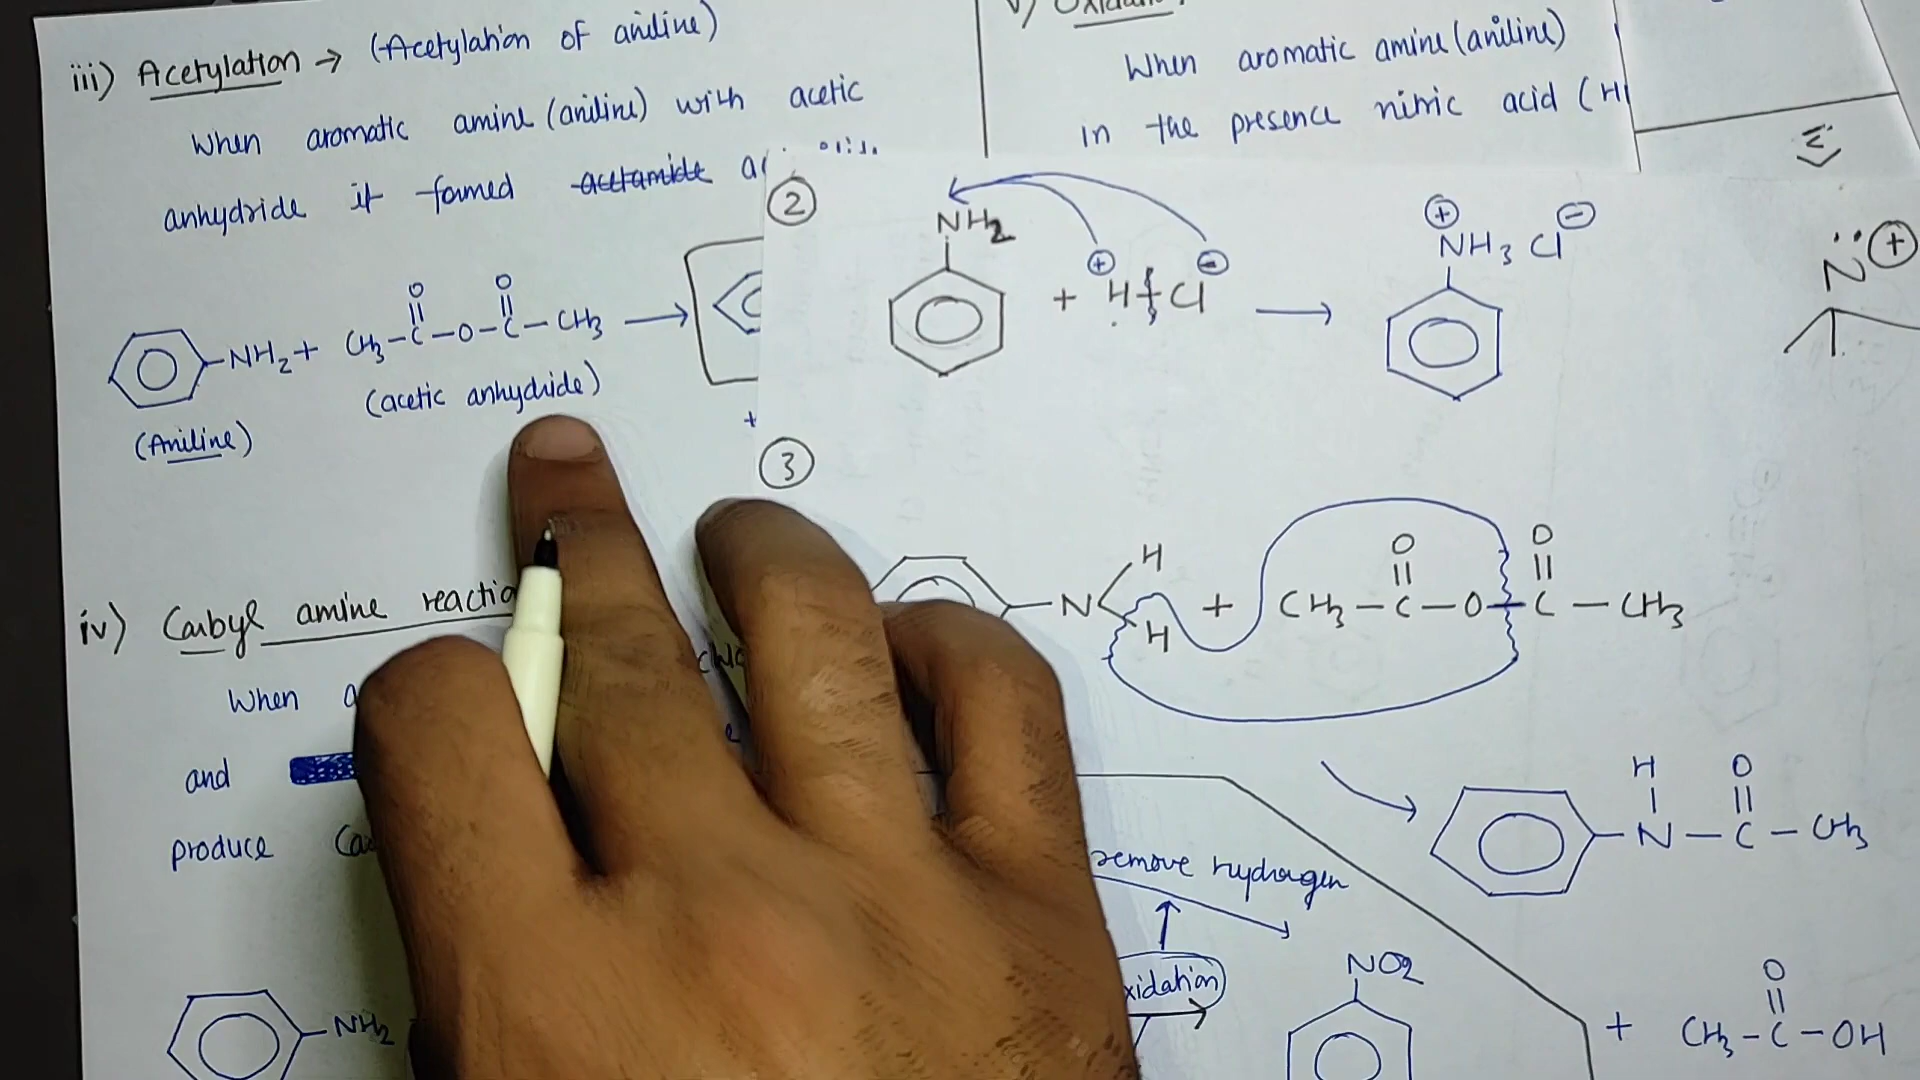 iii) Acetylation → (Acetylation of aniline)
When aromatic amine (aniline) with acetic
anhydride it formed acetamide
NH2 + CH3 – C – O – C – CH3 →
O O
(Aniline)
(acetic anhydride)
+
iv) Carbyl amine
When
and
produce
NH2
v)
When aromatic amine (aniline)
in the presence nitric acid (
②
NH2
+ H Cl →
⊕ ⊖
⊕ ⊖
NH3 Cl
N ⊕
③
N H H + CH3 – C – O – C – CH3
O O
H O
N – C – CH3
remove hydrogen
NO2
O
+ CH3 – C – OH